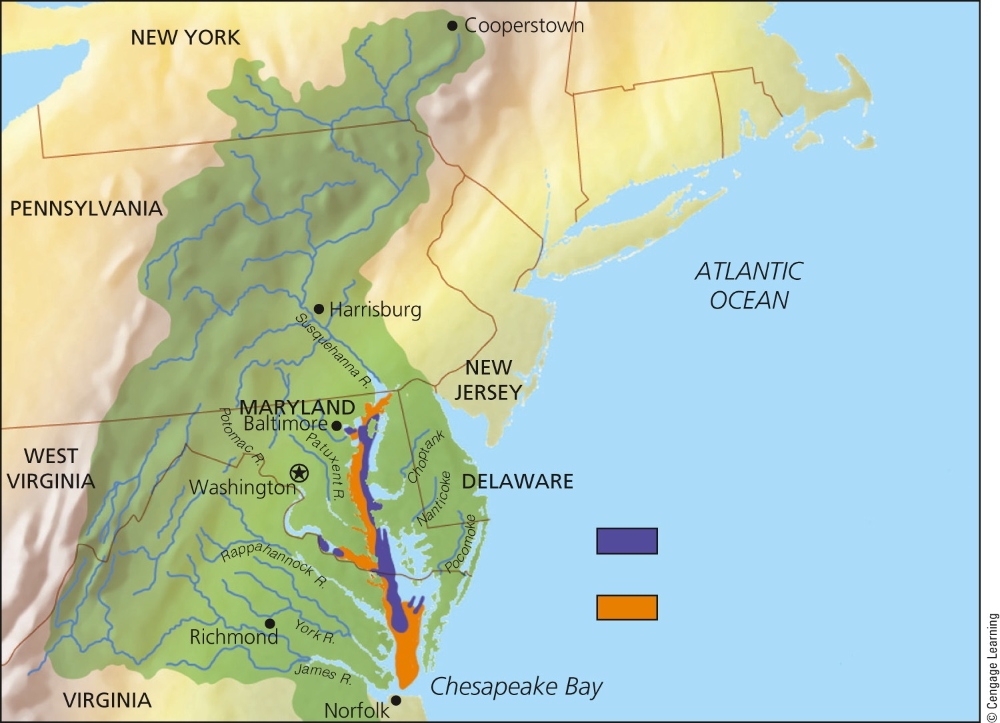 Cooperstown
NEW YORK
PENNSYLVANIA
ATLANTIC
OCEAN
Harrisburg
Susquehanna R.
NEW
JERSEY
MARYLAND
Baltimore
Potomac R.
Patuxent R.
Choptank
WEST
VIRGINIA
Washington
DELAWARE
Nanticoke
Pocomoke
Rappahannock R.
Richmond
York R.
James R.
Chesapeake Bay
VIRGINIA
Norfolk
© Cengage Learning